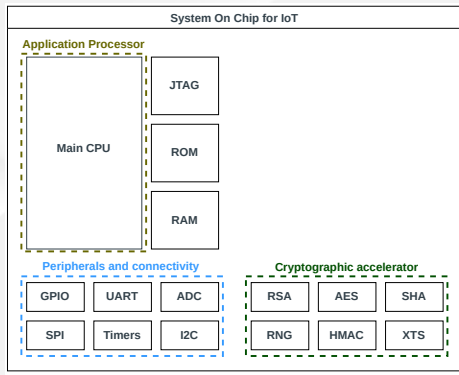 System On Chip for IoT
Application Processor
JTAG
Main CPU
ROM
RAM
Peripherals and connectivity
Cryptographic accelerator
GPIO UART ADC
RSA AES SHA
SPI Timers I2C
RNG HMAC XTS